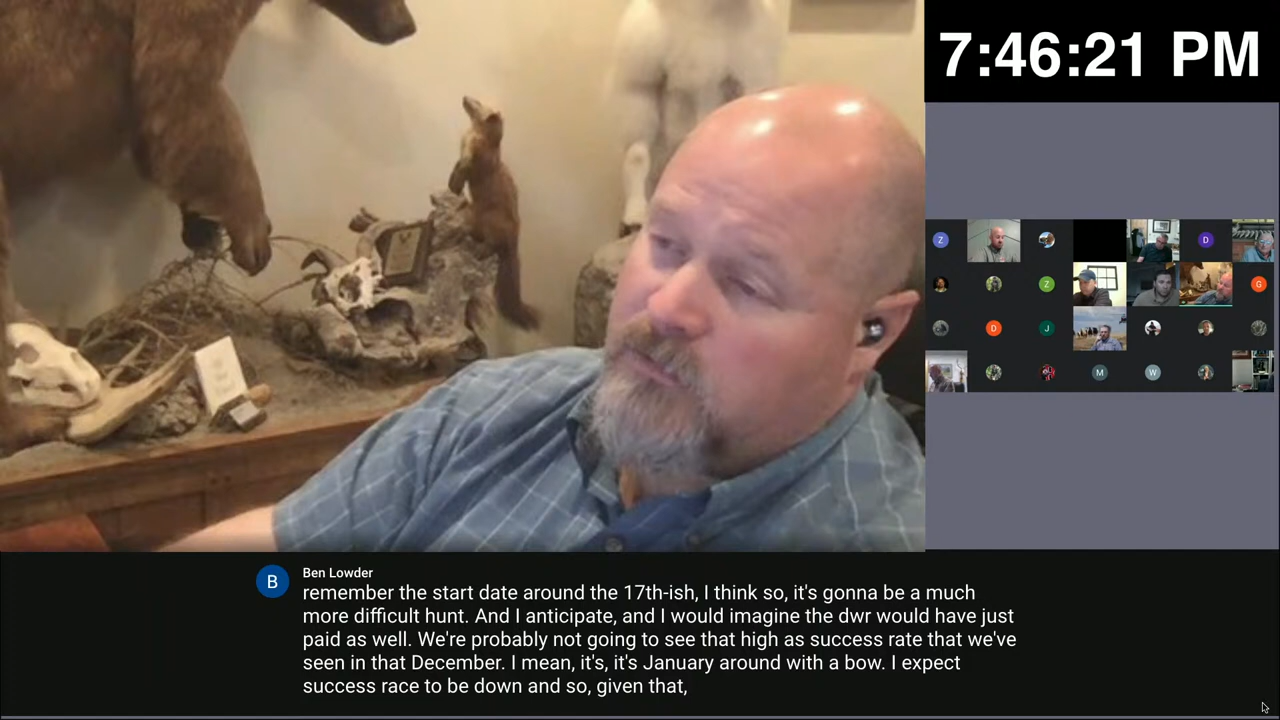 7:46:21 PM
Z
D
Z
G
D
J
M
W
B
Ben Lowder
remember the start date around the 17th-ish, I think so, it's gonna be a much
more difficult hunt. And I anticipate, and I would imagine the dwr would have just
paid as well. We're probably not going to see that high as success rate that we've
seen in that December. I mean, it's, it's January around with a bow. I expect
success race to be down and so, given that,